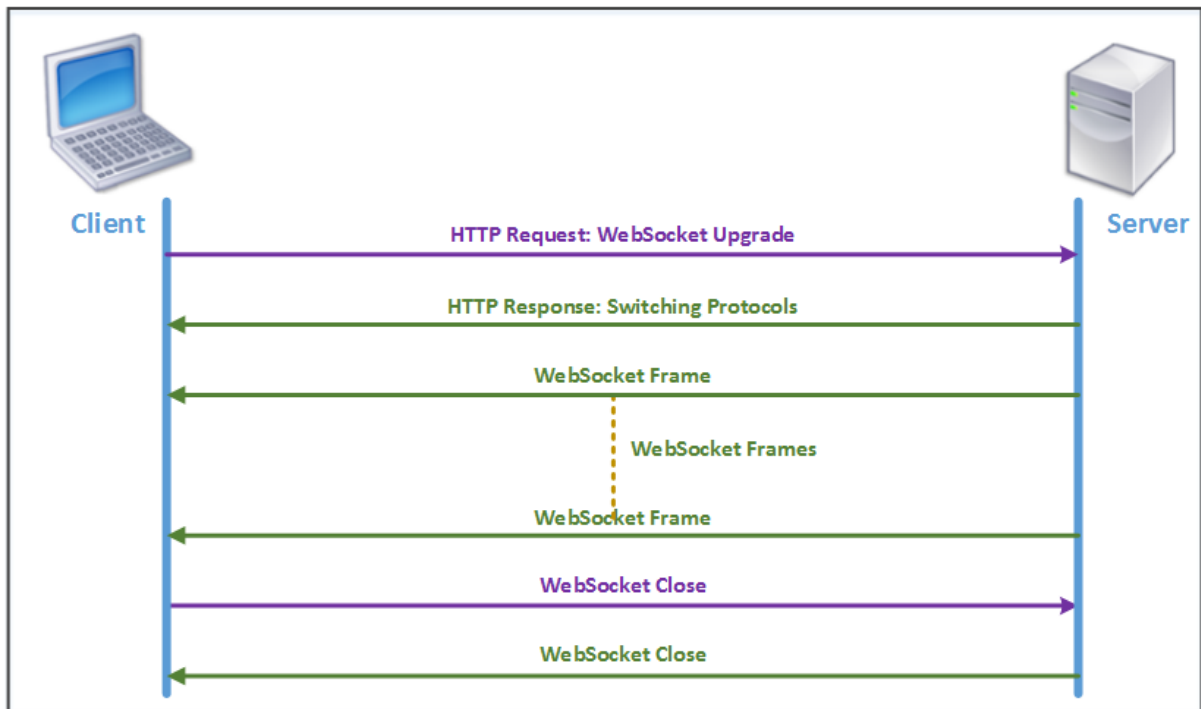 Client
Server
HTTP Request: WebSocket Upgrade
HTTP Response: Switching Protocols
WebSocket Frame
WebSocket Frames
WebSocket Frame
WebSocket Close
WebSocket Close